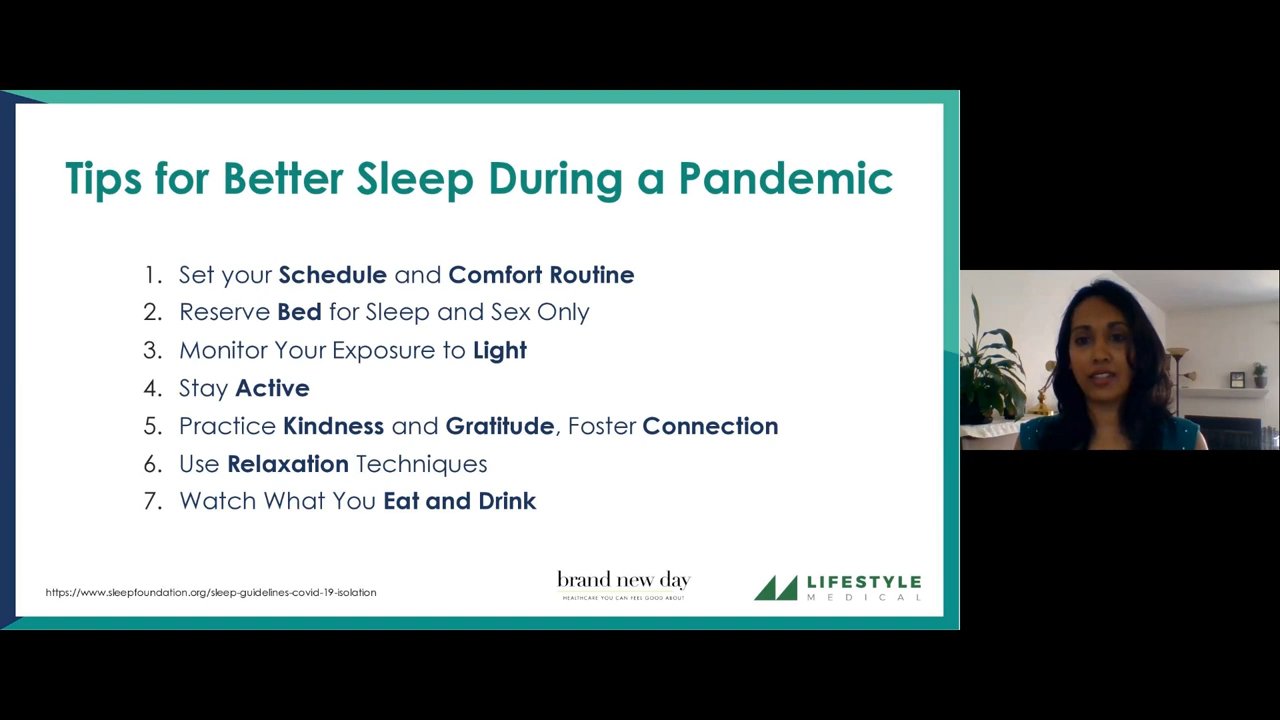 Tips for Better Sleep During a Pandemic
1. Set your Schedule and Comfort Routine
2. Reserve Bed for Sleep and Sex Only
3. Monitor Your Exposure to Light
4. Stay Active
5. Practice Kindness and Gratitude, Foster Connection
6. Use Relaxation Techniques
7. Watch What You Eat and Drink
https://www.sleepfoundation.org/sleep-guidelines-covid-19-isolation
brand new day
HEALTHCARE YOU CAN FEEL GOOD ABOUT
LIFESTYLE
MEDICAL